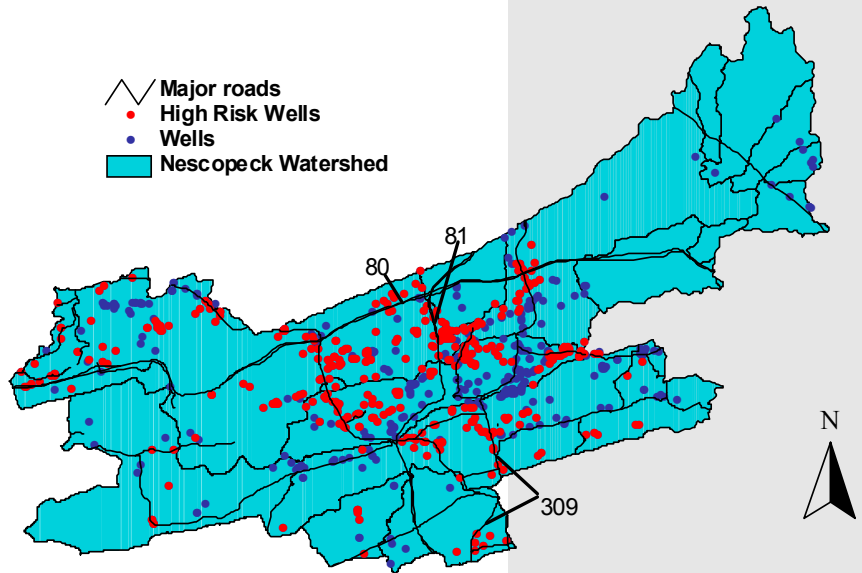 Major roads
High Risk Wells
Wells
Nescopeck Watershed
81
80
N
309